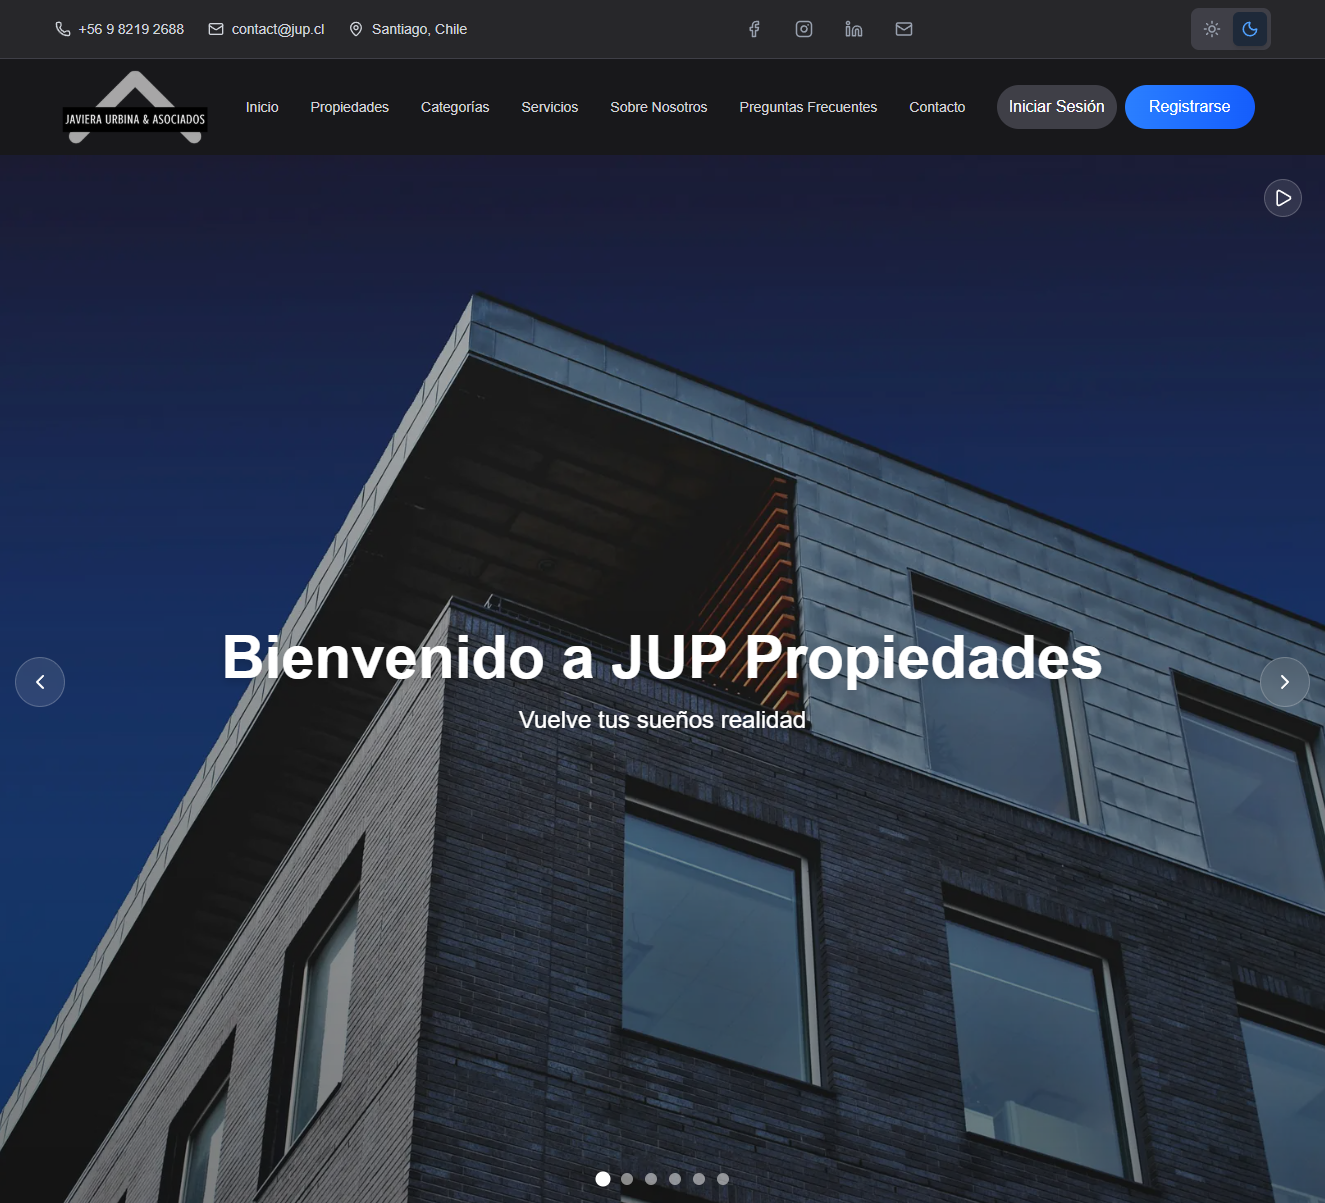 +56 9 8219 2688
contact@jup.cl
Santiago, Chile
JAVIERA URBINA & ASOCIADOS
Inicio
Propiedades
Categorías
Servicios
Sobre Nosotros
Preguntas Frecuentes
Contacto
Iniciar Sesión
Registrarse
Bienvenido a JUP Propiedades
Vuelve tus sueños realidad